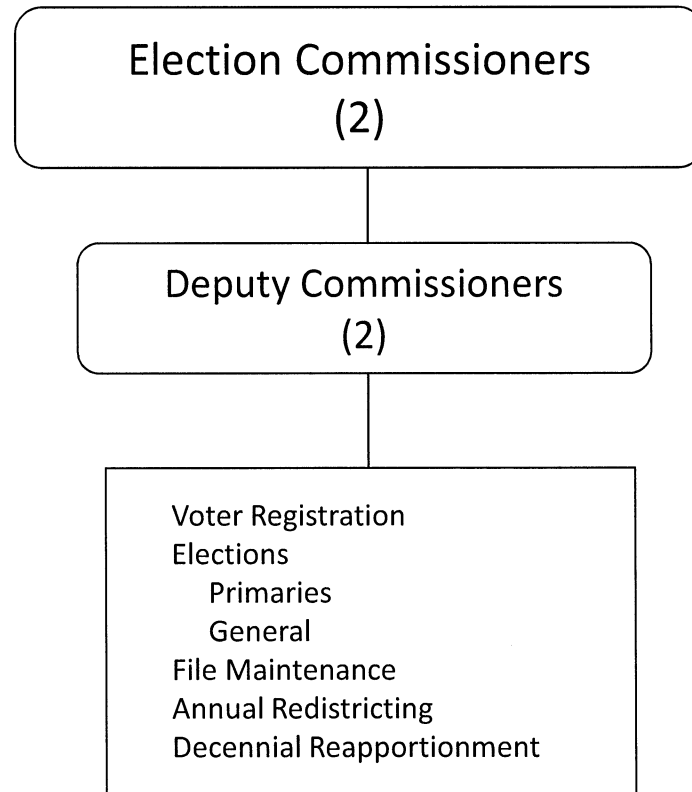 Election Commissioners
(2)
Deputy Commissioners
(2)
Voter Registration
Elections
Primaries
General
File Maintenance
Annual Redistricting
Decennial Reapportionment